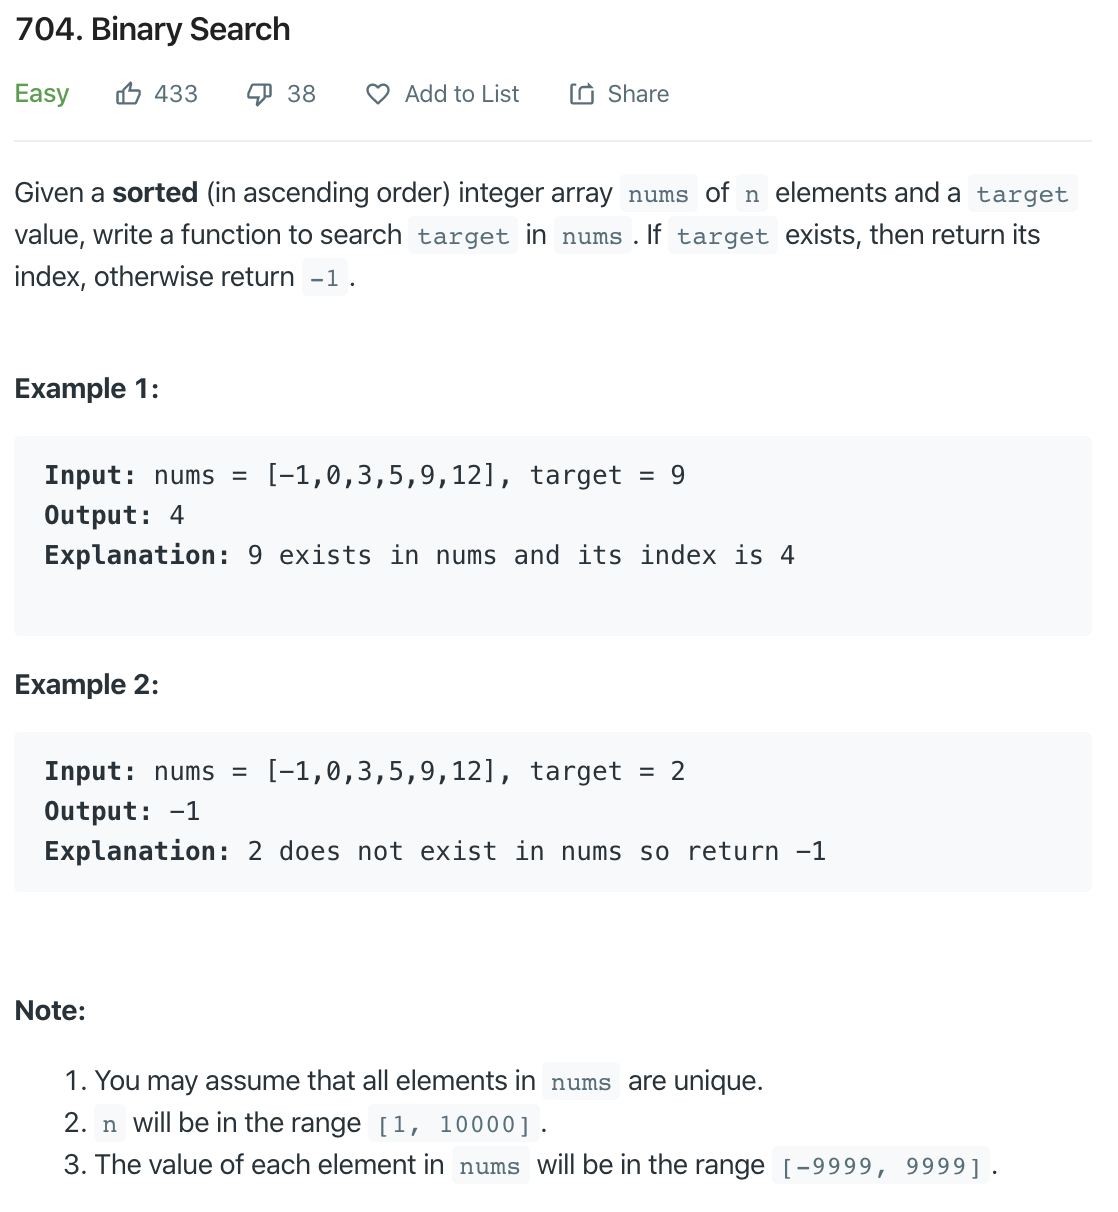 704. Binary Search
Easy 433 38 Add to List Share
Given a sorted (in ascending order) integer array nums of n elements and a target
value, write a function to search target in nums . If target exists, then return its
index, otherwise return -1 .
Example 1:
Input: nums = [-1,0,3,5,9,12], target = 9
Output: 4
Explanation: 9 exists in nums and its index is 4
Example 2:
Input: nums = [-1,0,3,5,9,12], target = 2
Output: -1
Explanation: 2 does not exist in nums so return -1
Note:
1. You may assume that all elements in nums are unique.
2. n will be in the range [1, 10000] .
3. The value of each element in nums will be in the range [-9999, 9999] .